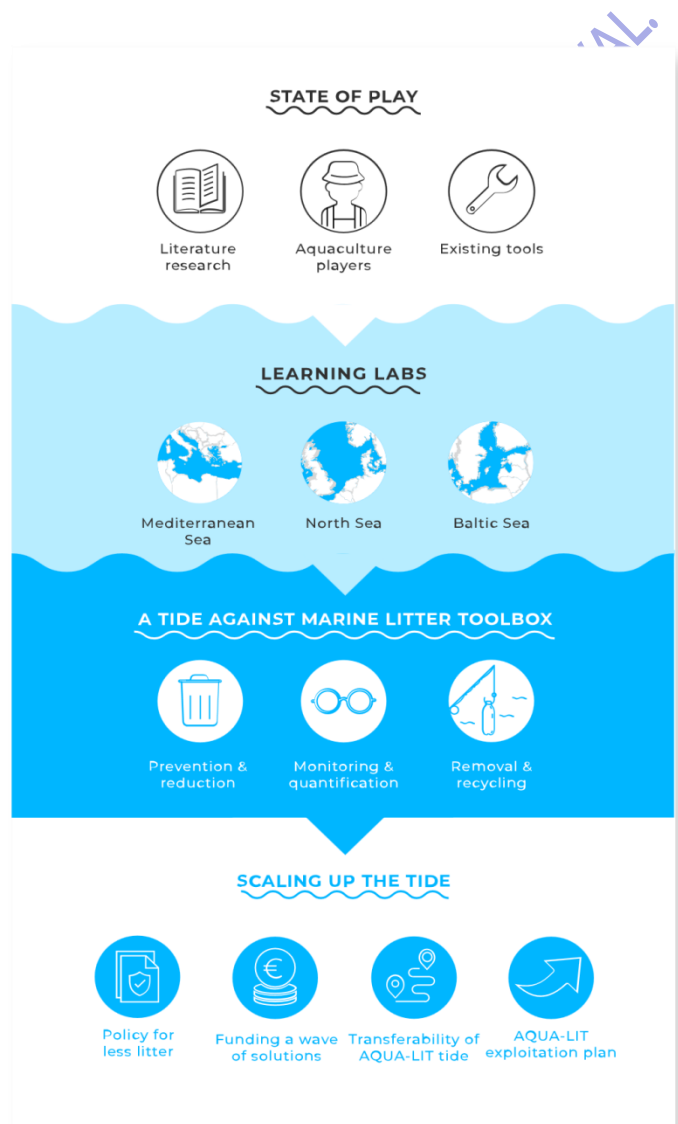 STATE OF PLAY
Literature
research
Aquaculture
players
Existing tools
LEARNING LABS
Mediterranean
Sea
North Sea
Baltic Sea
A TIDE AGAINST MARINE LITTER TOOLBOX
Prevention &
reduction
Monitoring &
quantification
Removal &
recycling
SCALING UP THE TIDE
Policy for
less litter
Funding a wave
of solutions
Transferability of
AQUA-LIT tide
AQUA-LIT
exploitation plan